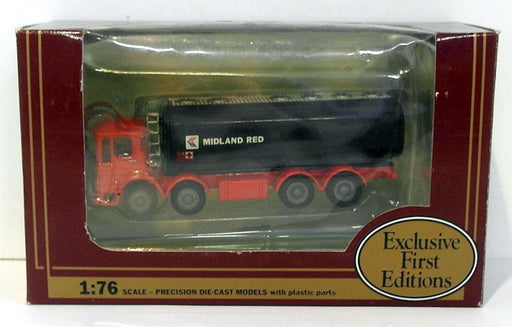 MIDLAND RED
Exclusive
First
Editions
1:76 SCALE – PRECISION DIE-CAST MODELS with plastic parts